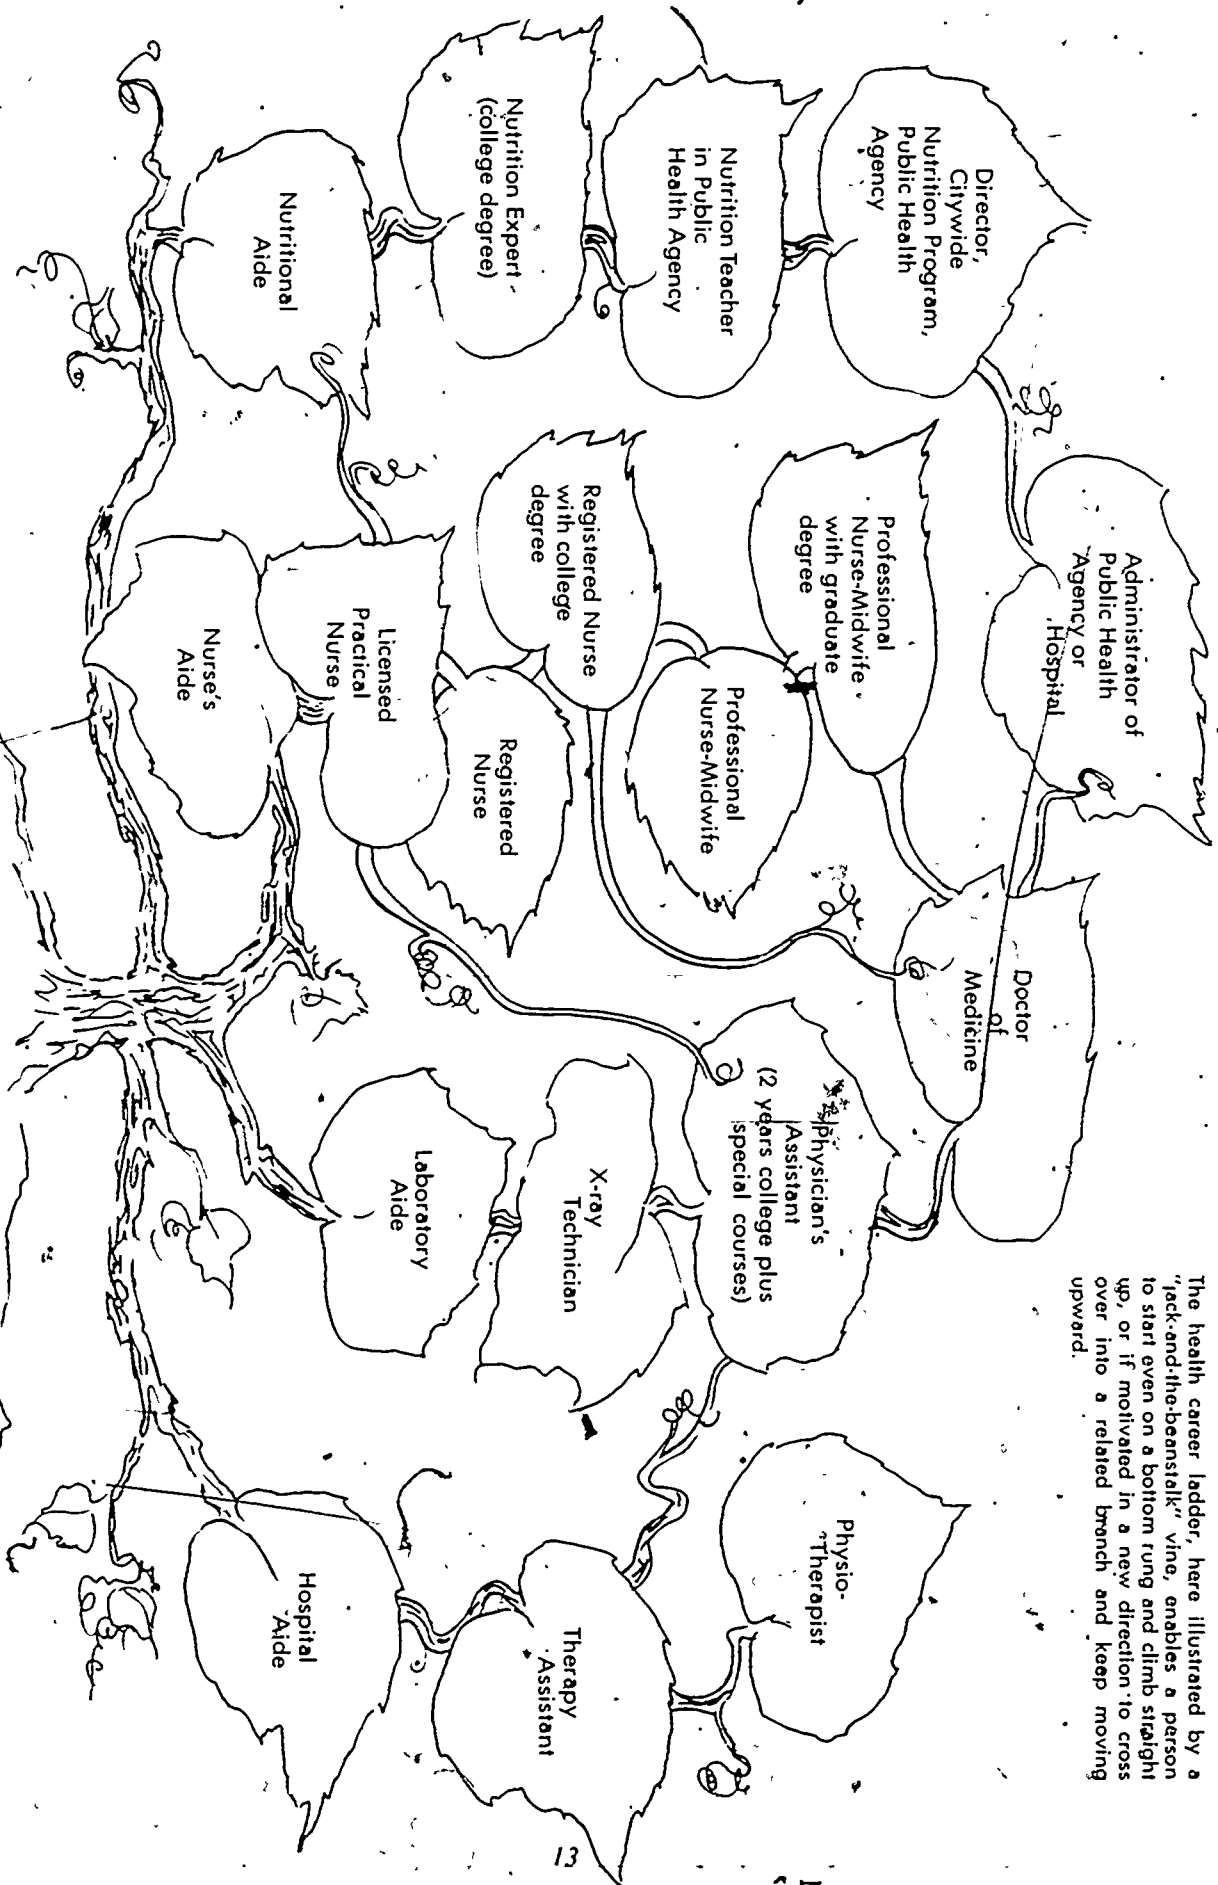 The health career ladder, here illustrated by a
"jack-and-the-beanstalk" vine, enables a person
to start even on a bottom rung and climb straight
up, or if motivated in a new direction to cross
over into a related branch and keep moving
upward.
Administrator of
Public Health
Agency or
Hospital
Director,
Citywide
Nutrition Program,
Public Health
Agency
Doctor
of
Medicine
Professional
Nurse-Midwife
with graduate
degree
Physician's
Assistant
(2 years college plus
special courses)
Physio-
Therapist
Nutrition Teacher
in Public
Health Agency
Professional
Nurse-Midwife
Registered Nurse
with college
degree
X-ray
Technician
Therapy
Assistant
Nutrition Expert
(college degree)
Registered
Nurse
Licensed
Practical
Nurse
Laboratory
Aide
Nutritional
Aide
Nurse's
Aide
Hospital
Aide
13